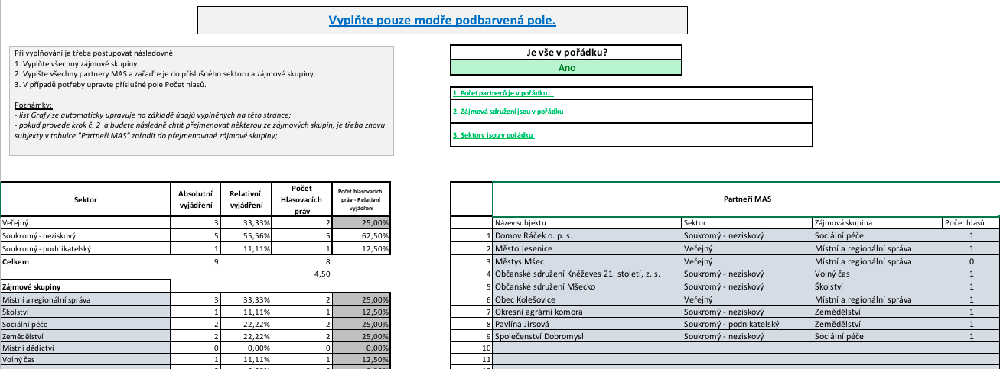 Vyplňte pouze modře podbarvená pole.
Při vyplňování je třeba postupovat následovně:
1. Vyplňte všechny zájmové skupiny.
2. Vypište všechny partnery MAS a zařaďte je do příslušného sektoru a zájmové skupiny.
3. V případě potřeby upravte příslušné pole Počet hlasů.
Poznámky:
- list Grafy se automaticky upravuje na základě údajů vyplněných na této stránce;
- pokud provede krok č. 2 a budete následně chtít přejmenovat některou ze zájmových skupin, je třeba znovu
subjekty v tabulce "Partneři MAS" zařadit do přejmenované zájmové skupiny;
Je vše v pořádku?
Ano
1. Počet partnerů je v pořádku.
2. Zájmová sdružení jsou v pořádku
3. Sektory jsou v pořádku
Sektor Absolutní vyjádření Relativní vyjádření Počet Hlasovacích práv Počet hlasovacích práv - Relativní vyjádření
Veřejný 3 33,33% 2 25,00%
Soukromý - neziskový 5 55,56% 5 62,50%
Soukromý - podnikatelský 1 11,11% 1 12,50%
Celkem 9 8
4,50
Zájmové skupiny
Místní a regionální správa 3 33,33% 2 25,00%
Školství 1 11,11% 1 12,50%
Sociální péče 2 22,22% 2 25,00%
Zemědělství 2 22,22% 2 25,00%
Místní dědictví 0 0,00% 0 0,00%
Volný čas 1 11,11% 1 12,50%
Partneři MAS
Název subjektu Sektor Zájmová skupina Počet hlasů
1 Domov Ráček o. p. s. Soukromý - neziskový Sociální péče 1
2 Město Jesenice Veřejný Místní a regionální správa 1
3 Městys Mšec Veřejný Místní a regionální správa 0
4 Občanské sdružení Kněževes 21. století, z. s. Soukromý - neziskový Volný čas 1
5 Občanské sdružení Mšecko Soukromý - neziskový Školství 1
6 Obec Kolešovice Veřejný Místní a regionální správa 1
7 Okresní agrární komora Soukromý - neziskový Zemědělství 1
8 Pavlína Jirsová Soukromý - podnikatelský Zemědělství 1
9 Společenství Dobromysl Soukromý - neziskový Sociální péče 1
10
11